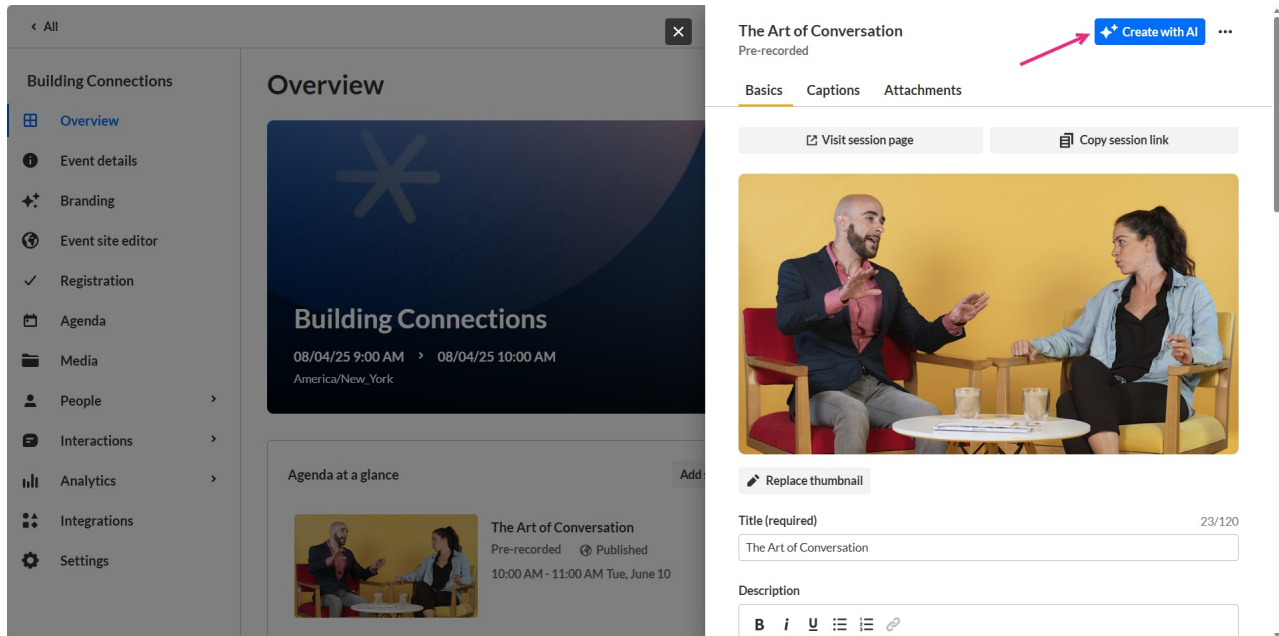 All
Building Connections
Overview
Event details
Branding
Event site editor
Registration
Agenda
Media
People
Interactions
Analytics
Integrations
Settings
Overview
Building Connections
08/04/25 9:00 AM > 08/04/25 10:00 AM
America/New_York
Agenda at a glance
Add
The Art of Conversation
Pre-recorded Published
10:00 AM - 11:00 AM Tue, June 10
The Art of Conversation
Create with AI
Pre-recorded
Basics Captions Attachments
Visit session page
Copy session link
Replace thumbnail
Title (required)
23/120
The Art of Conversation
Description
B i U